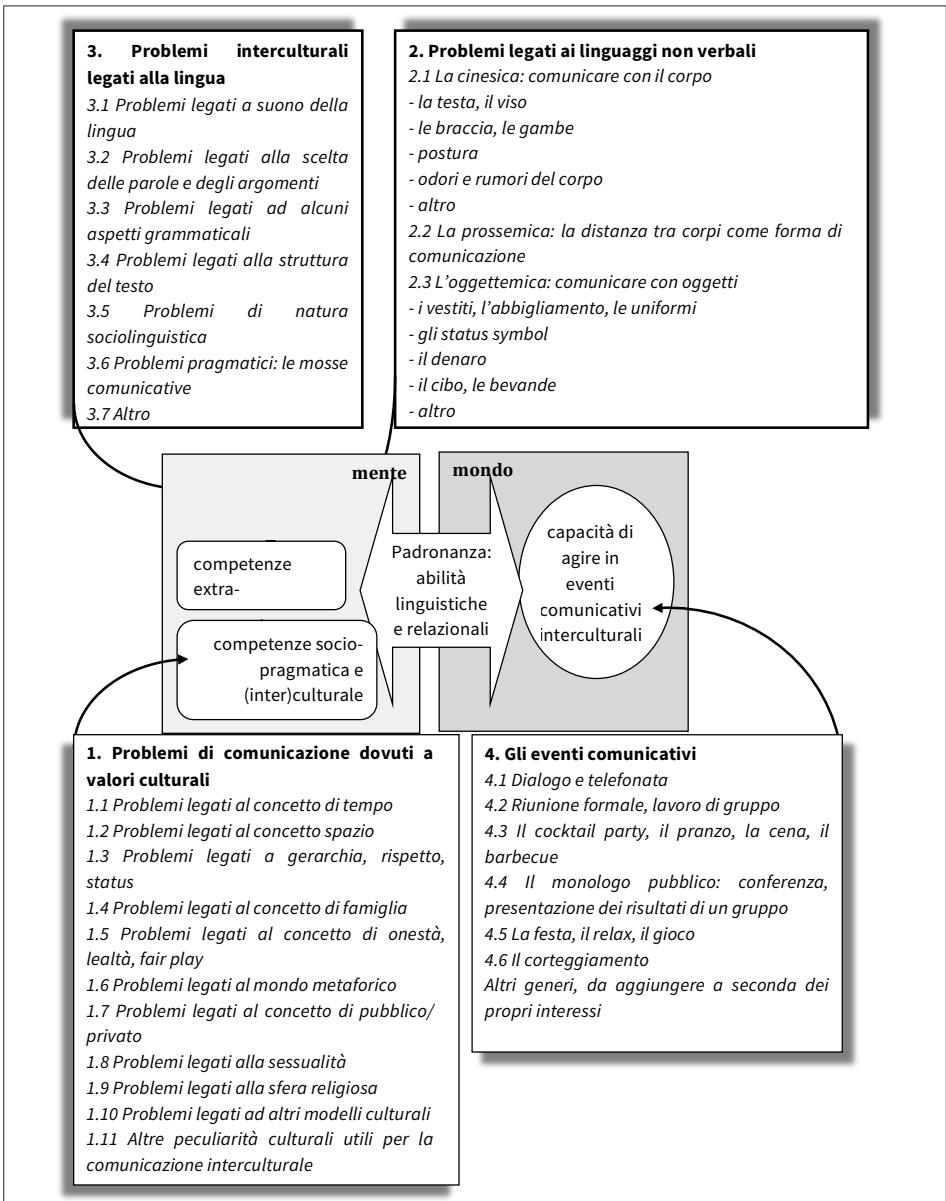 3. Problemi interculturali
legati alla lingua
3.1 Problemi legati a suono della
lingua
3.2 Problemi legati alla scelta
delle parole e degli argomenti
3.3 Problemi legati ad alcuni
aspetti grammaticali
3.4 Problemi legati alla struttura
del testo
3.5 Problemi di natura
sociolinguistica
3.6 Problemi pragmatici: le mosse
comunicative
3.7 Altro
2. Problemi legati ai linguaggi non verbali
2.1 La cinesica: comunicare con il corpo
- la testa, il viso
- le braccia, le gambe
- postura
- odori e rumori del corpo
- altro
2.2 La prossemica: la distanza tra corpi come forma di
comunicazione
2.3 L’oggettemica: comunicare con oggetti
- i vestiti, l’abbigliamento, le uniformi
- gli status symbol
- il denaro
- il cibo, le bevande
- altro
mente
mondo
competenze
extra-
competenze socio-
pragmatica e
(inter)culturale
Padronanza:
abilità
linguistiche
e relazionali
capacità di
agire in
eventi
comunicativi
interculturali
1. Problemi di comunicazione dovuti a
valori culturali
1.1 Problemi legati al concetto di tempo
1.2 Problemi legati al concetto spazio
1.3 Problemi legati a gerarchia, rispetto,
status
1.4 Problemi legati al concetto di famiglia
1.5 Problemi legati al concetto di onestà,
lealtà, fair play
1.6 Problemi legati al mondo metaforico
1.7 Problemi legati al concetto di pubblico/
privato
1.8 Problemi legati alla sessualità
1.9 Problemi legati alla sfera religiosa
1.10 Problemi legati ad altri modelli culturali
1.11 Altre peculiarità culturali utili per la
comunicazione interculturale
4. Gli eventi comunicativi
4.1 Dialogo e telefonata
4.2 Riunione formale, lavoro di gruppo
4.3 Il cocktail party, il pranzo, la cena, il
barbecue
4.4 Il monologo pubblico: conferenza,
presentazione dei risultati di un gruppo
4.5 La festa, il relax, il gioco
4.6 Il corteggiamento
Altri generi, da aggiungere a seconda dei
propri interessi